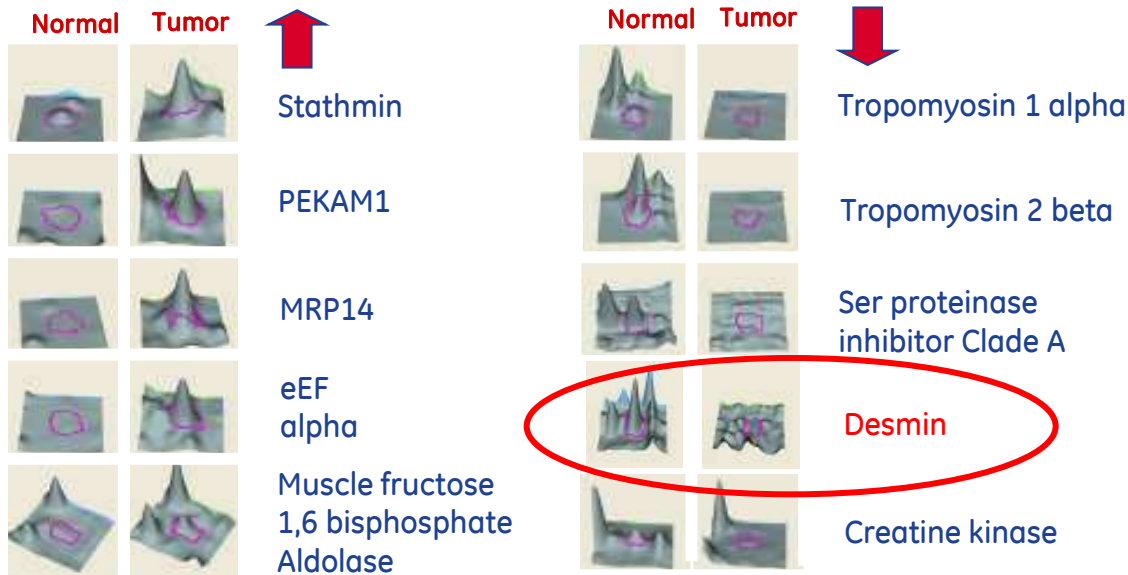 Normal Tumor
Stathmin
PEKAM1
MRP14
eEF
alpha
Muscle fructose
1,6 bisphosphate
Aldolase
Normal Tumor
Tropomyosin 1 alpha
Tropomyosin 2 beta
Ser proteinase
inhibitor Clade A
Desmin
Creatine kinase